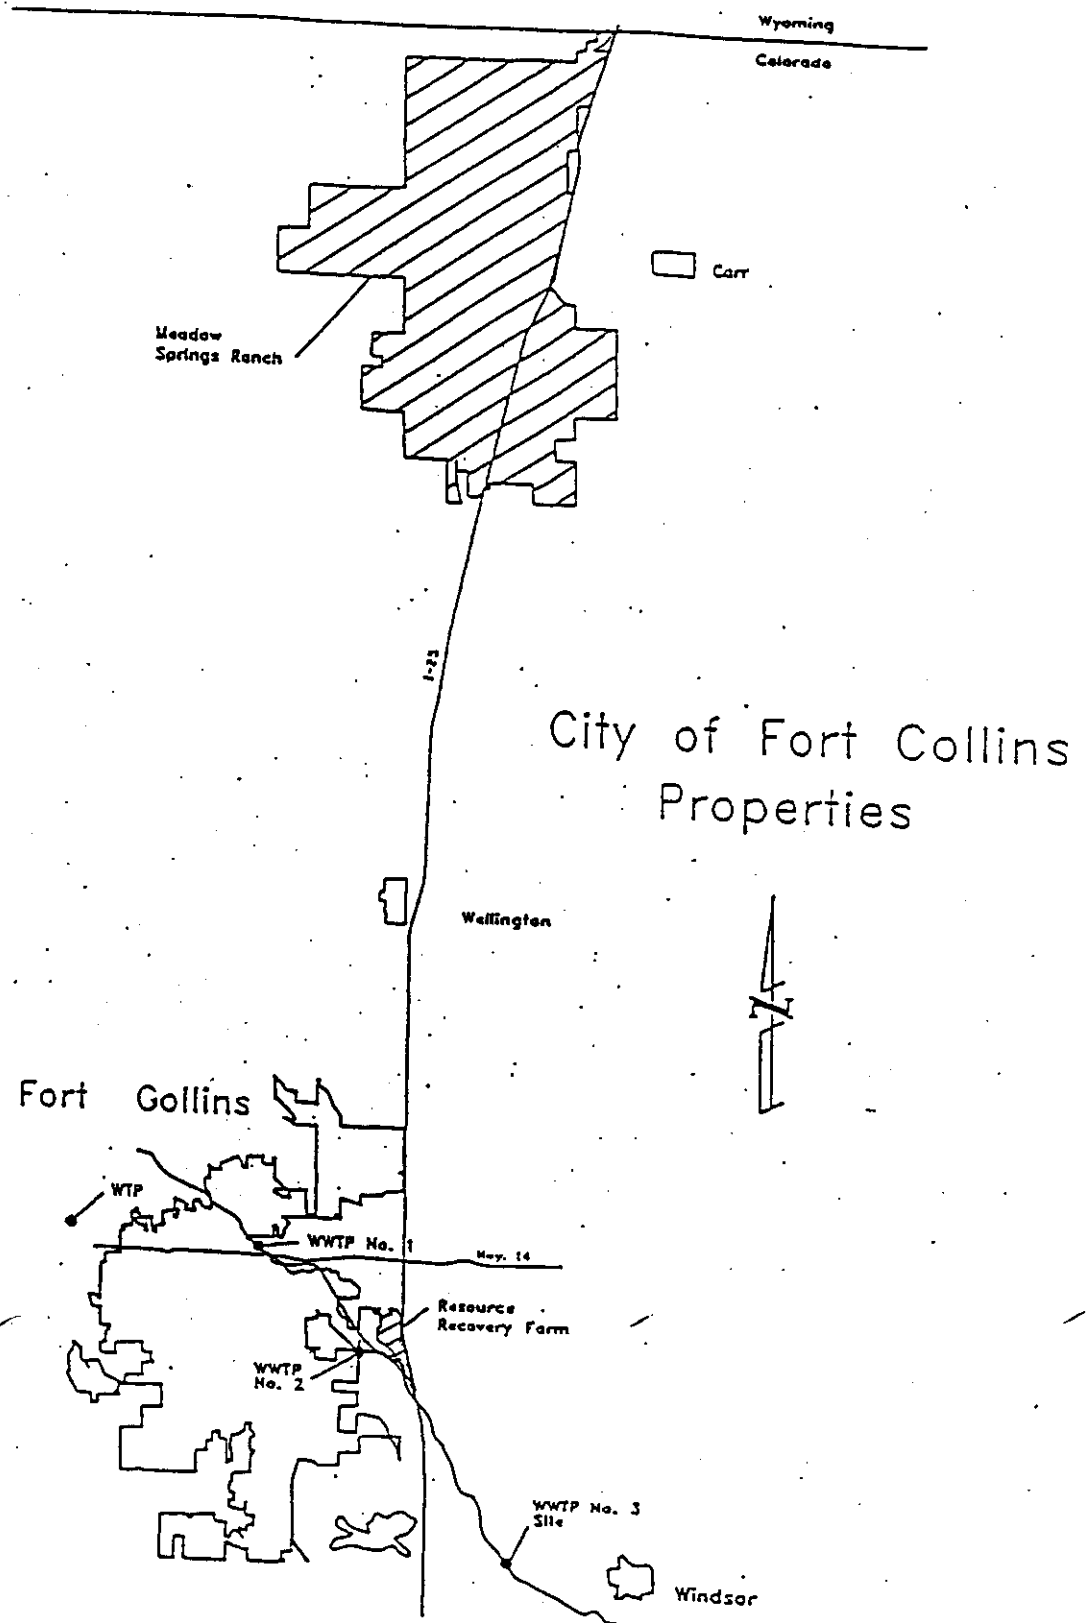 Wyoming
Colorado
Carr
Meadow
Springs Ranch
I-25
City of Fort Collins
Properties
Wellington
N
Fort Collins
WTP
WWTP No. 1
Hwy. 14
Resource
Recovery Farm
WWTP
No. 2
WWTP No. 3
Site
Windsor